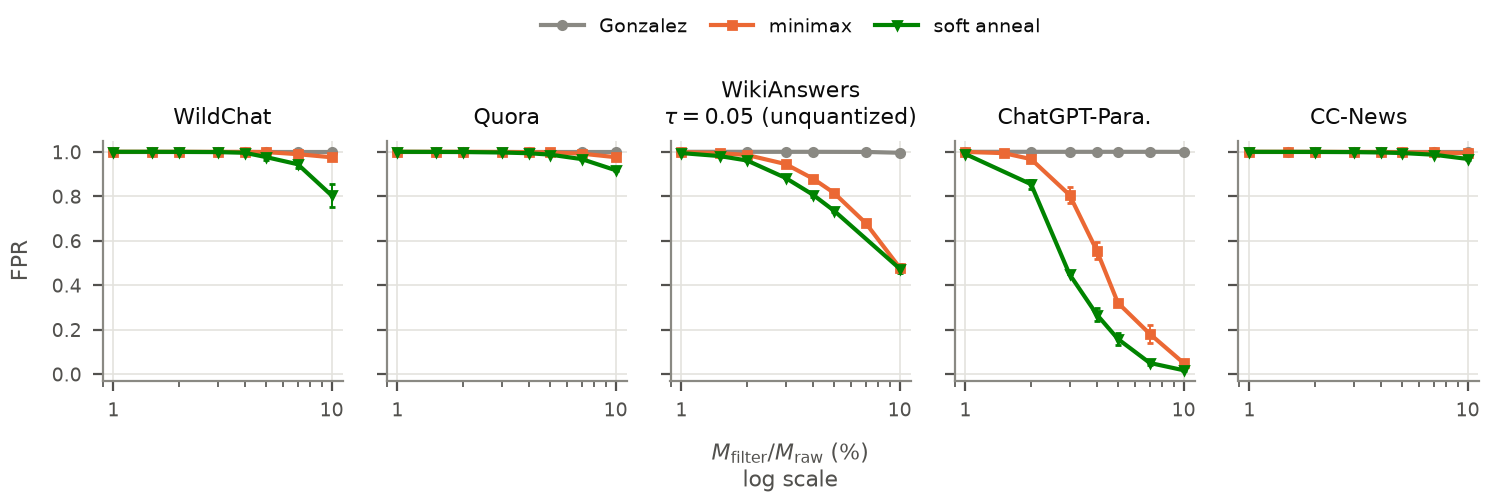 Gonzalez minimax soft anneal
WildChat
Quora
WikiAnswers
τ = 0.05 (unquantized)
ChatGPT-Para.
CC-News
FPR
1.0
0.8
0.6
0.4
0.2
0.0
1 10
1 10
1 10
1 10
1 10
M_filter/M_raw (%)
log scale